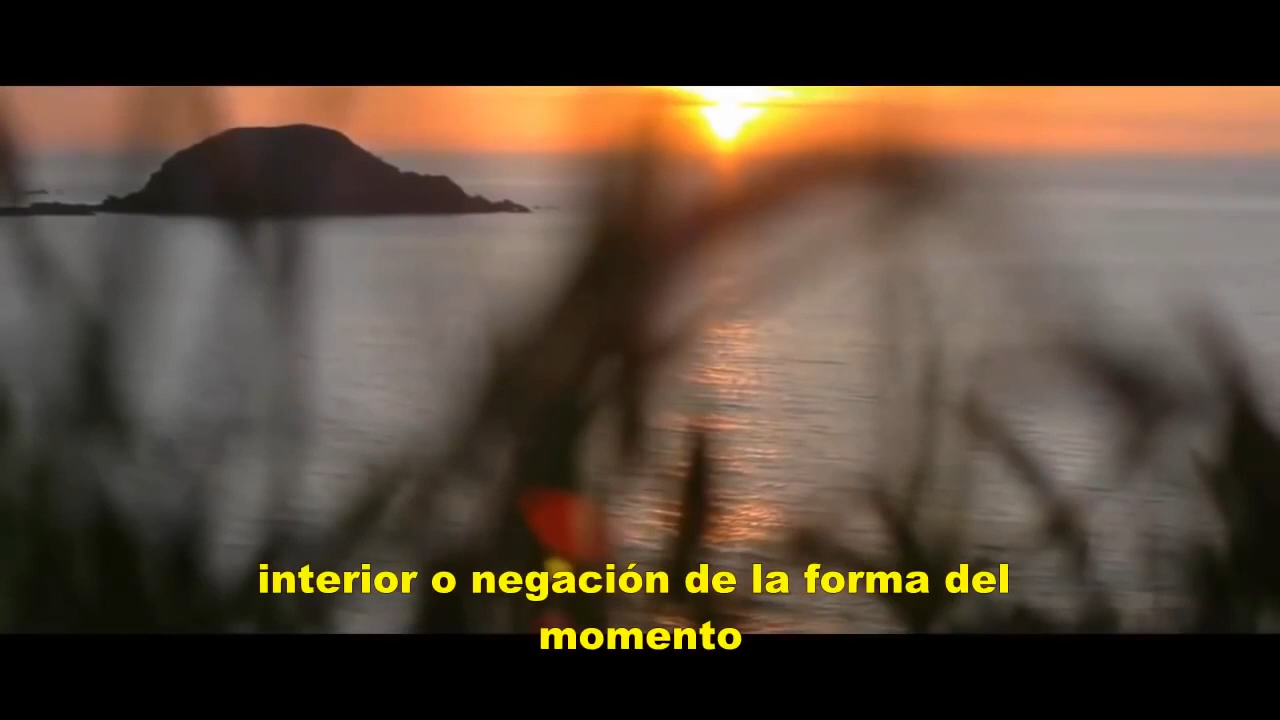 interior o negación de la forma del
momento